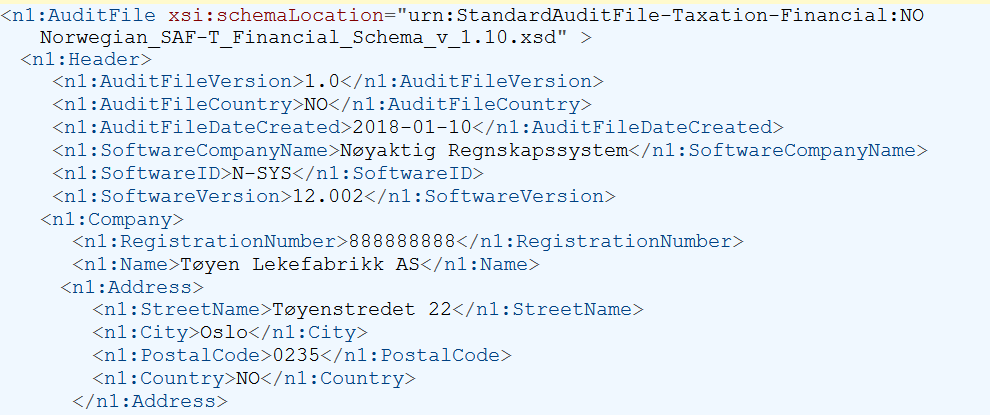 <n1:AuditFile xsi:schemaLocation="urn:StandardAuditFile-Taxation-Financial:NO
Norwegian_SAF-T_Financial_Schema_v_1.10.xsd" >
<n1:Header>
<n1:AuditFileVersion>1.0</n1:AuditFileVersion>
<n1:AuditFileCountry>NO</n1:AuditFileCountry>
<n1:AuditFileDateCreated>2018-01-10</n1:AuditFileDateCreated>
<n1:SoftwareCompanyName>Nøyaktig Regnskapssystem</n1:SoftwareCompanyName>
<n1:SoftwareID>N-SYS</n1:SoftwareID>
<n1:SoftwareVersion>12.002</n1:SoftwareVersion>
<n1:Company>
<n1:RegistrationNumber>888888888</n1:RegistrationNumber>
<n1:Name>Tøyen Lekefabrikk AS</n1:Name>
<n1:Address>
<n1:StreetName>Tøyenstredet 22</n1:StreetName>
<n1:City>Oslo</n1:City>
<n1:PostalCode>0235</n1:PostalCode>
<n1:Country>NO</n1:Country>
</n1:Address>